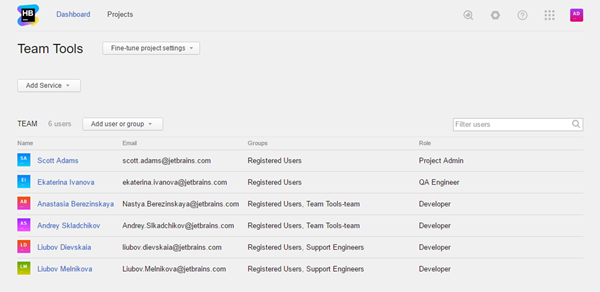 HB
Dashboard Projects
AD
Team Tools Fine-tune project settings
Add Service
TEAM 6 users Add user or group Filter users
Name Email Groups Role
SA Scott Adams scott.adams@jetbrains.com Registered Users Project Admin
EI Ekaterina Ivanova ekaterina.ivanova@jetbrains.com Registered Users QA Engineer
AB Anastasia Berezinskaya Nastya.Berezinskaya@jetbrains.com Registered Users, Team Tools-team Developer
AS Andrey Skladchikov Andrey.Slkadchikov@jetbrains.com Registered Users, Team Tools-team Developer
LD Liubov Dievskaia liubov.dievskaia@jetbrains.com Registered Users, Support Engineers Developer
LM Liubov Melnikova Liubov.Melnikova@jetbrains.com Registered Users, Support Engineers Developer